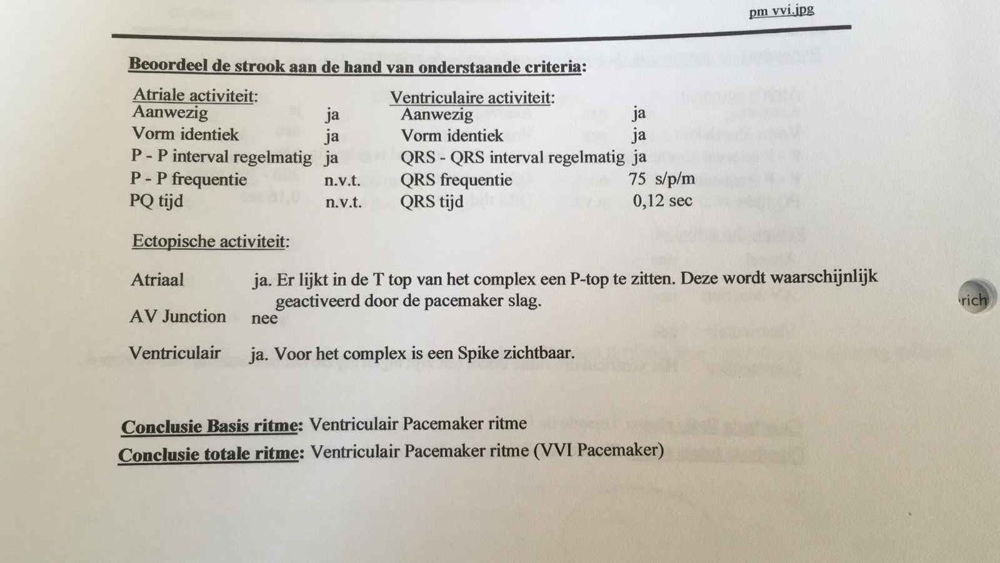 pm vvi.jpg
Beoordeel de strook aan de hand van onderstaande criteria:
Atriale activiteit: Ventriculaire activiteit:
Aanwezig ja Aanwezig ja
Vorm identiek ja Vorm identiek ja
P - P interval regelmatig ja QRS - QRS interval regelmatig ja
P - P frequentie n.v.t. QRS frequentie 75 s/p/m
PQ tijd n.v.t. QRS tijd 0,12 sec
Ectopische activiteit:
Atriaal ja. Er lijkt in de T top van het complex een P-top te zitten. Deze wordt waarschijnlijk
geactiveerd door de pacemaker slag.
rich
AV Junction nee
Ventriculair ja. Voor het complex is een Spike zichtbaar.
Conclusie Basis ritme: Ventriculair Pacemaker ritme
Conclusie totale ritme: Ventriculair Pacemaker ritme (VVI Pacemaker)